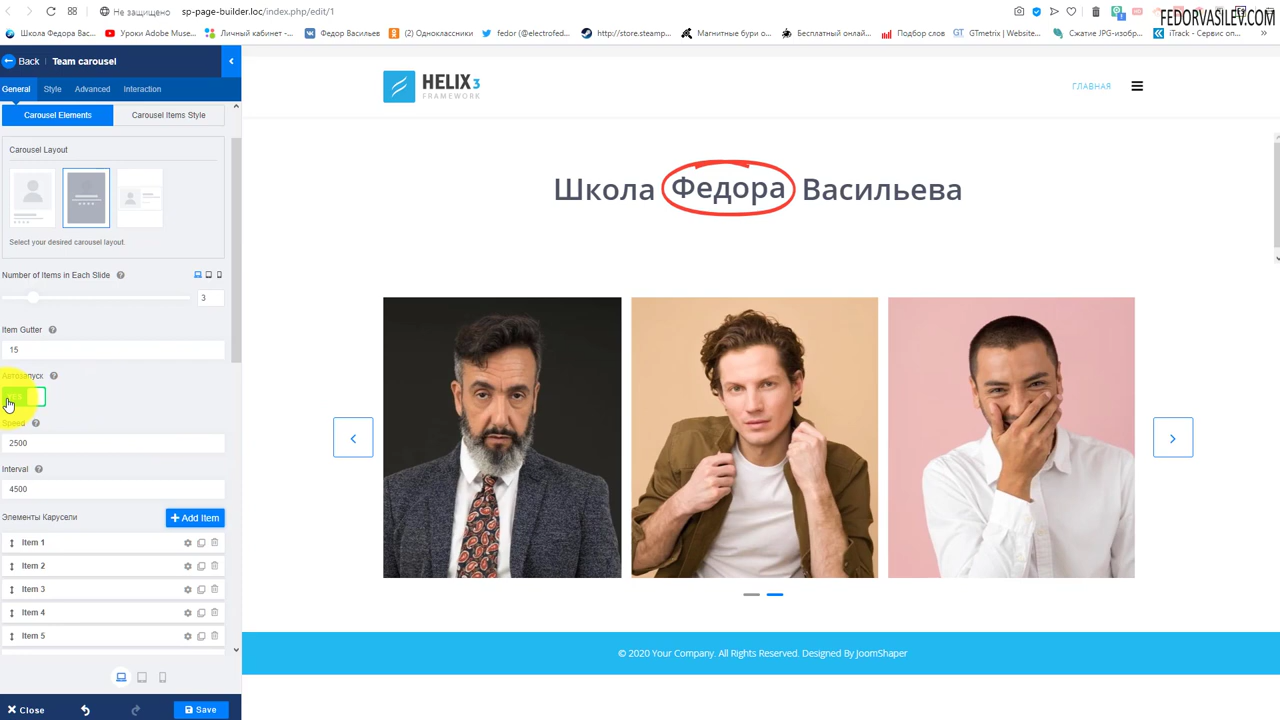 Не защищено
sp-page-builder.loc/index.php/edit/1
FEDORVASILEV.COM
Школа Федора Вас...
Уроки Adobe Muse...
Личный кабинет -...
Федор Васильев
(2) Одноклассники
fedor (@electrofed...
http://store.steamp...
Магнитные бури о...
Бесплатный онлай...
Подбор слов
GTmetrix | Website...
Сжатие JPG-изобр...
iTrack - Сервис оп...
Back
Team carousel
General
Style
Advanced
Interaction
Carousel Elements
Carousel Items Style
Carousel Layout
Select your desired carousel layout.
Number of Items in Each Slide
3
Item Gutter
15
Автозапуск
Speed
2500
Interval
4500
Элементы Карусели
+ Add Item
Item 1
Item 2
Item 3
Item 4
Item 5
Close
Save
HELIX3
FRAMEWORK
ГЛАВНАЯ
Школа Федора Васильева
© 2020 Your Company. All Rights Reserved. Designed By JoomShaper